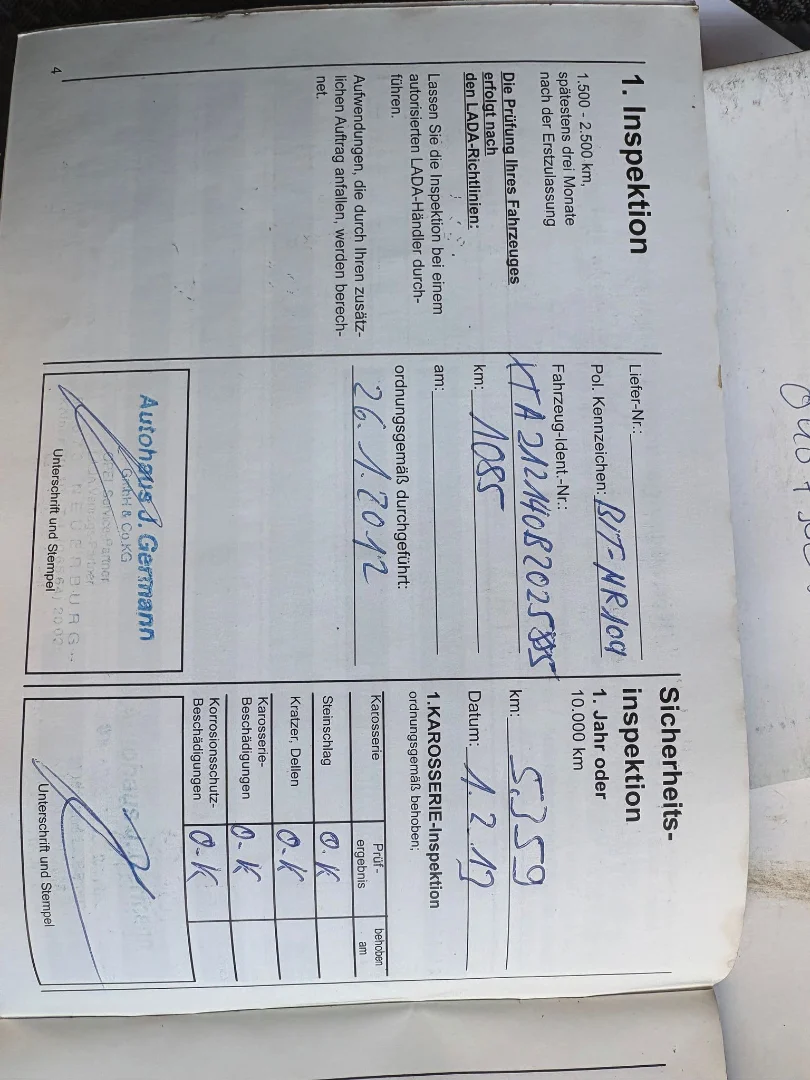 1. Inspektion
1.500 - 2.500 km,
spätestens drei Monate
nach der Erstzulassung
Die Prüfung Ihres Fahrzeuges
erfolgt nach
den LADA-Richtlinien:
Lassen Sie die Inspektion bei einem
autorisierten LADA-Händler durch-
führen.
Aufwendungen, die durch Ihren zusätz-
lichen Auftrag anfallen, werden berech-
net.
4
Liefer-Nr.:
Pol. Kennzeichen: BIT-MR109
Fahrzeug-Ident.-Nr.:
km: 1085
am:
ordnungsgemäß durchgeführt:
26.1.2012
Autohaus J. Germann
GmbH & Co.KG
NEUERBURG
Unterschrift und Stempel
Sicherheits-
inspektion
1. Jahr oder
10.000 km
km: 5359
Datum: 1.2.13
1.KAROSSERIE-Inspektion
ordnungsgemäß behoben;
Karosserie Prüf-ergebnis behoben am
Steinschlag O.K
Kratzer, Dellen O-K
Karosserie-
Beschädigungen O-K
Korrosionsschutz-
Beschädigungen O-K
Unterschrift und Stempel